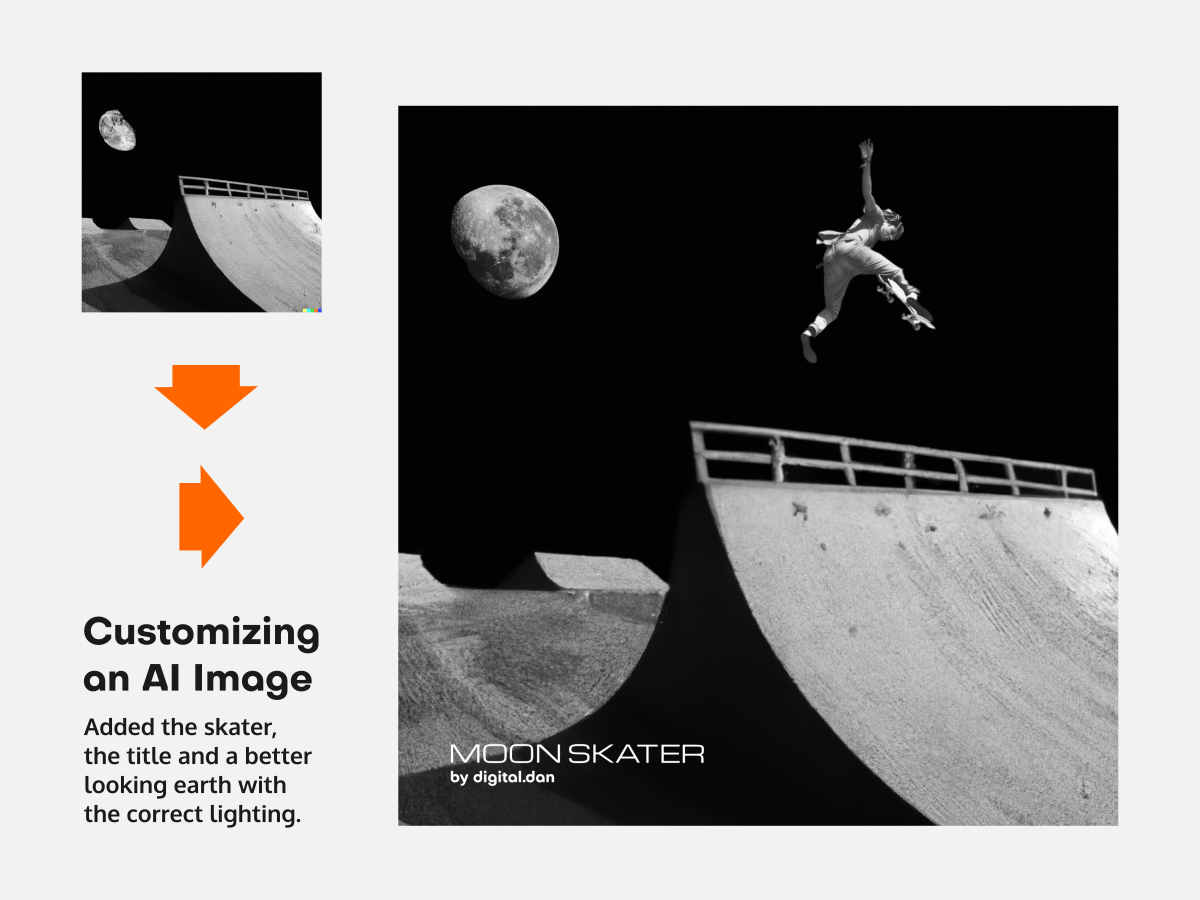 Customizing
an AI Image
Added the skater,
the title and a better
looking earth with
the correct lighting.
MOON SKATER
by digital.dan